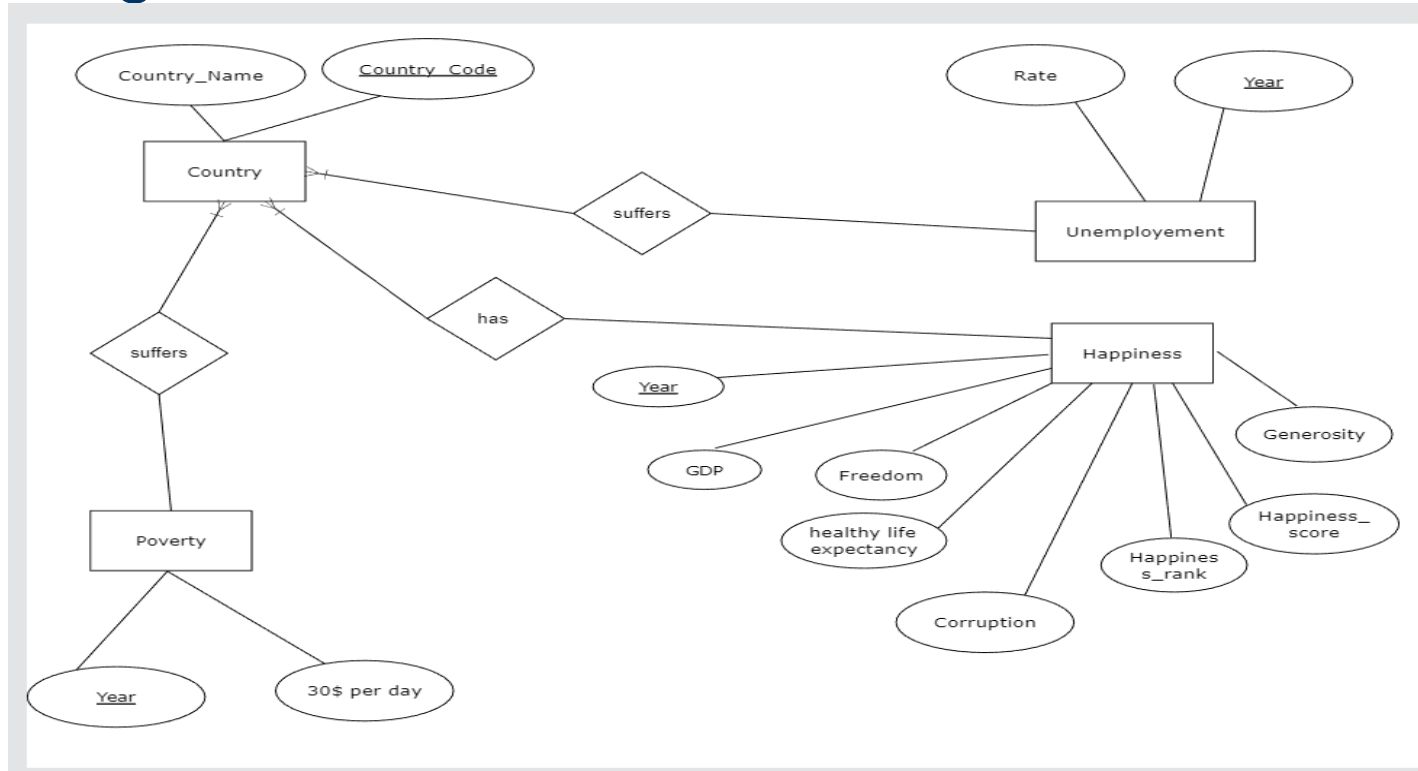 Country_Name
Country_Code
Rate
Year
Country
suffers
Unemployement
has
Happiness
suffers
Year
Generosity
GDP
Freedom
Happiness_
score
healthy life
expectancy
Poverty
Happines
s_rank
Corruption
Year
30$ per day